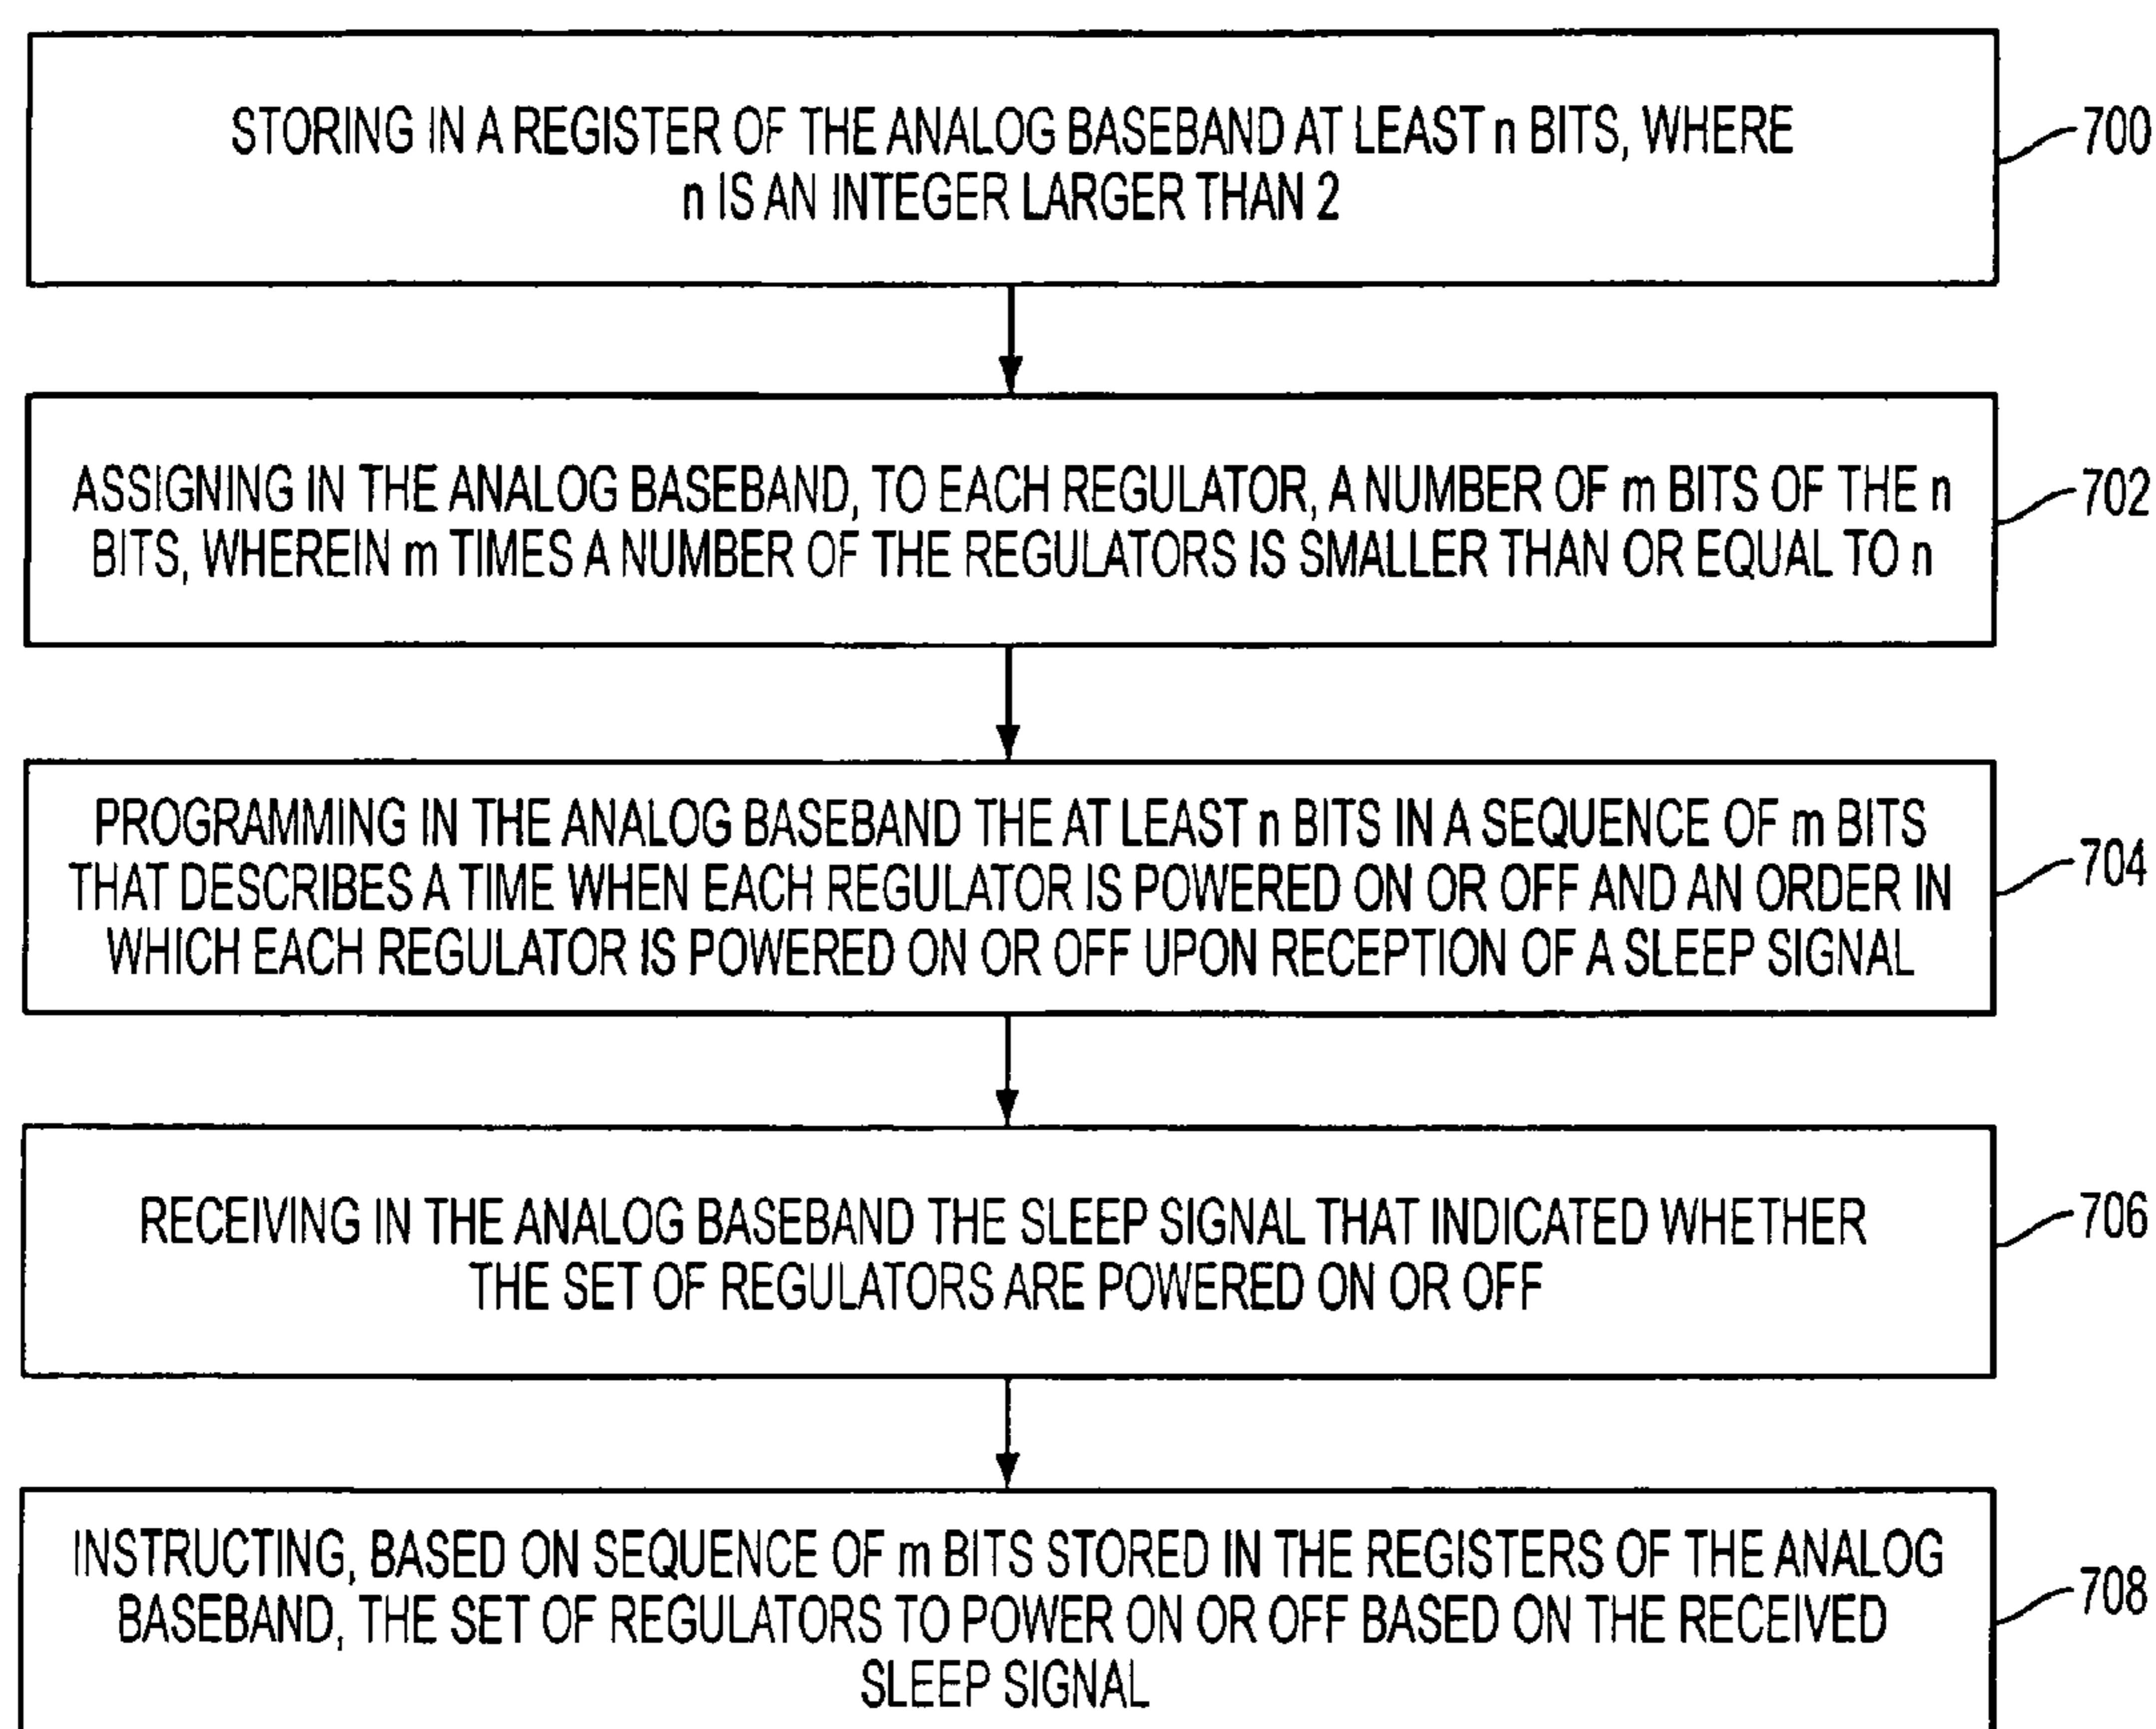 STORING IN A REGISTER OF THE ANALOG BASEBAND AT LEAST n BITS, WHERE
n IS AN INTEGER LARGER THAN 2
700
ASSIGNING IN THE ANALOG BASEBAND, TO EACH REGULATOR, A NUMBER OF m BITS OF THE n
BITS, WHEREIN m TIMES A NUMBER OF THE REGULATORS IS SMALLER THAN OR EQUAL TO n
702
PROGRAMMING IN THE ANALOG BASEBAND THE AT LEAST n BITS IN A SEQUENCE OF m BITS
THAT DESCRIBES A TIME WHEN EACH REGULATOR IS POWERED ON OR OFF AND AN ORDER IN
WHICH EACH REGULATOR IS POWERED ON OR OFF UPON RECEPTION OF A SLEEP SIGNAL
704
RECEIVING IN THE ANALOG BASEBAND THE SLEEP SIGNAL THAT INDICATED WHETHER
THE SET OF REGULATORS ARE POWERED ON OR OFF
706
INSTRUCTING, BASED ON SEQUENCE OF m BITS STORED IN THE REGISTERS OF THE ANALOG
BASEBAND, THE SET OF REGULATORS TO POWER ON OR OFF BASED ON THE RECEIVED
SLEEP SIGNAL
708